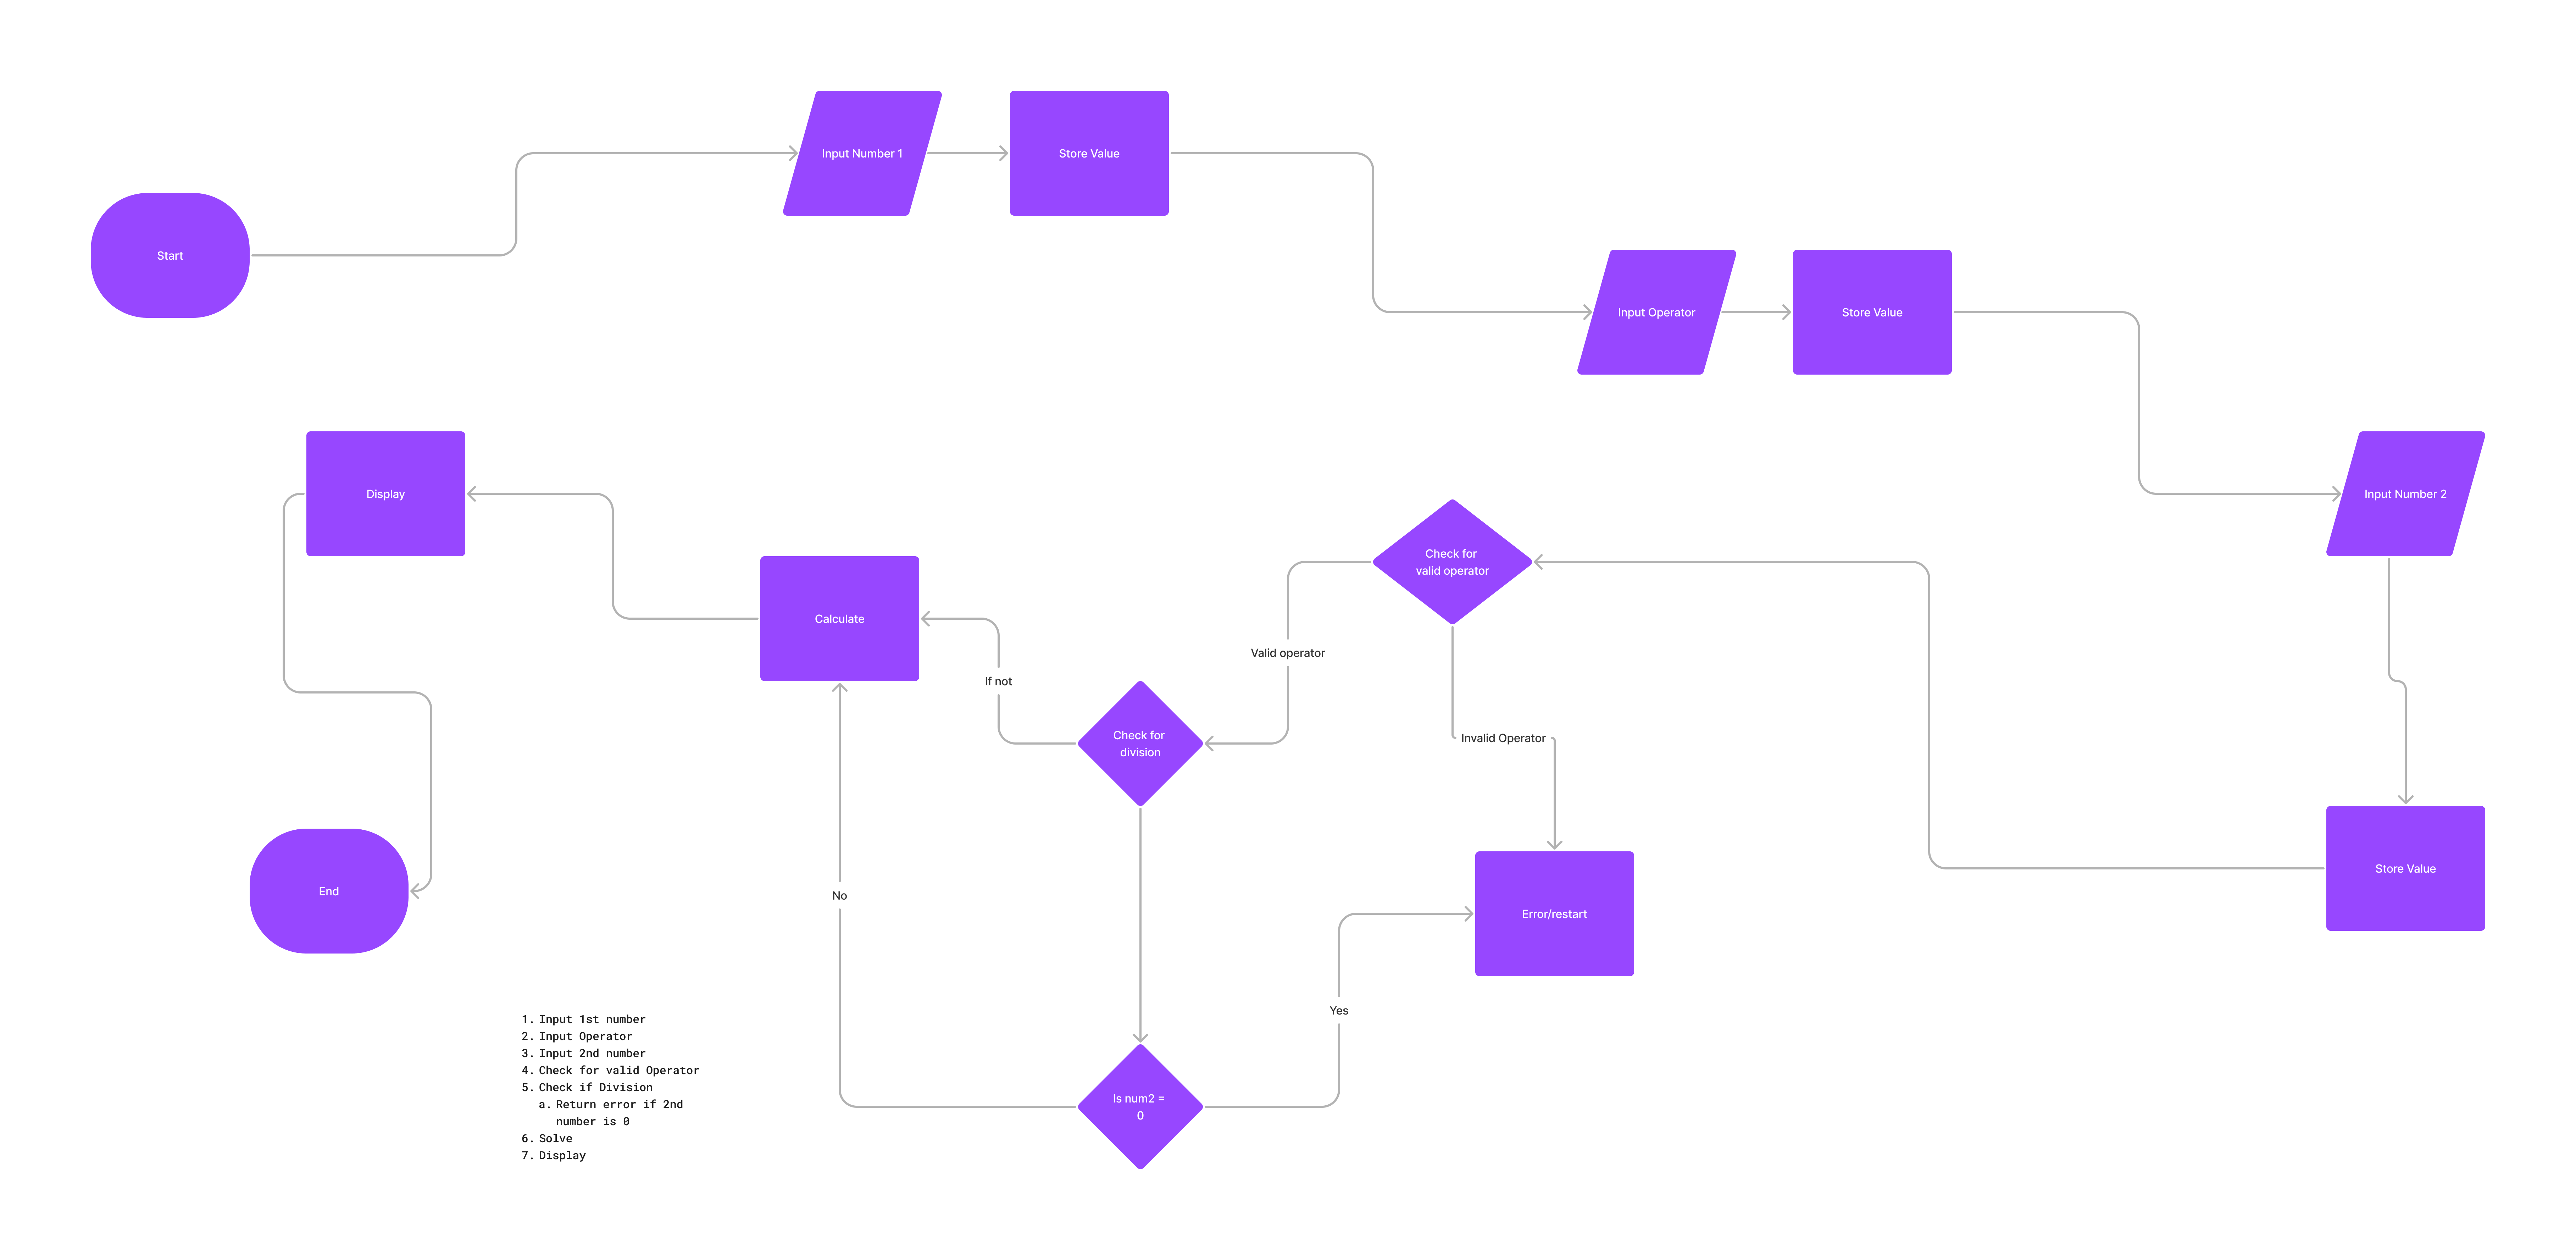 Input Number 1
Store Value
Start
Input Operator
Store Value
Display
Input Number 2
Check for
valid operator
Calculate
Valid operator
If not
Check for
division
Invalid Operator
Store Value
End
No
Error/restart
Yes
1. Input 1st number
2. Input Operator
3. Input 2nd number
4. Check for valid Operator
5. Check if Division
a. Return error if 2nd
number is 0
6. Solve
7. Display
Is num2 =
0